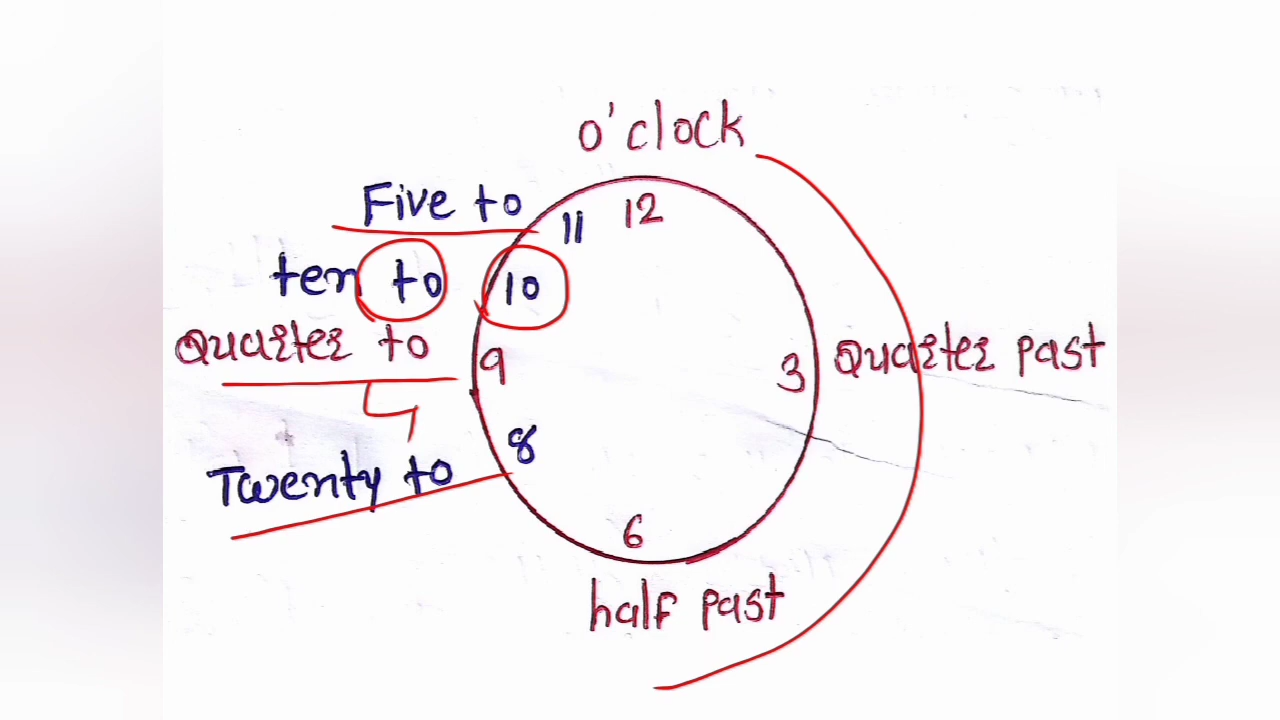 o'clock
Five to 11 12
ten to 10
Quarter to 9 3 Quarter past
Twenty to 8
6
half past